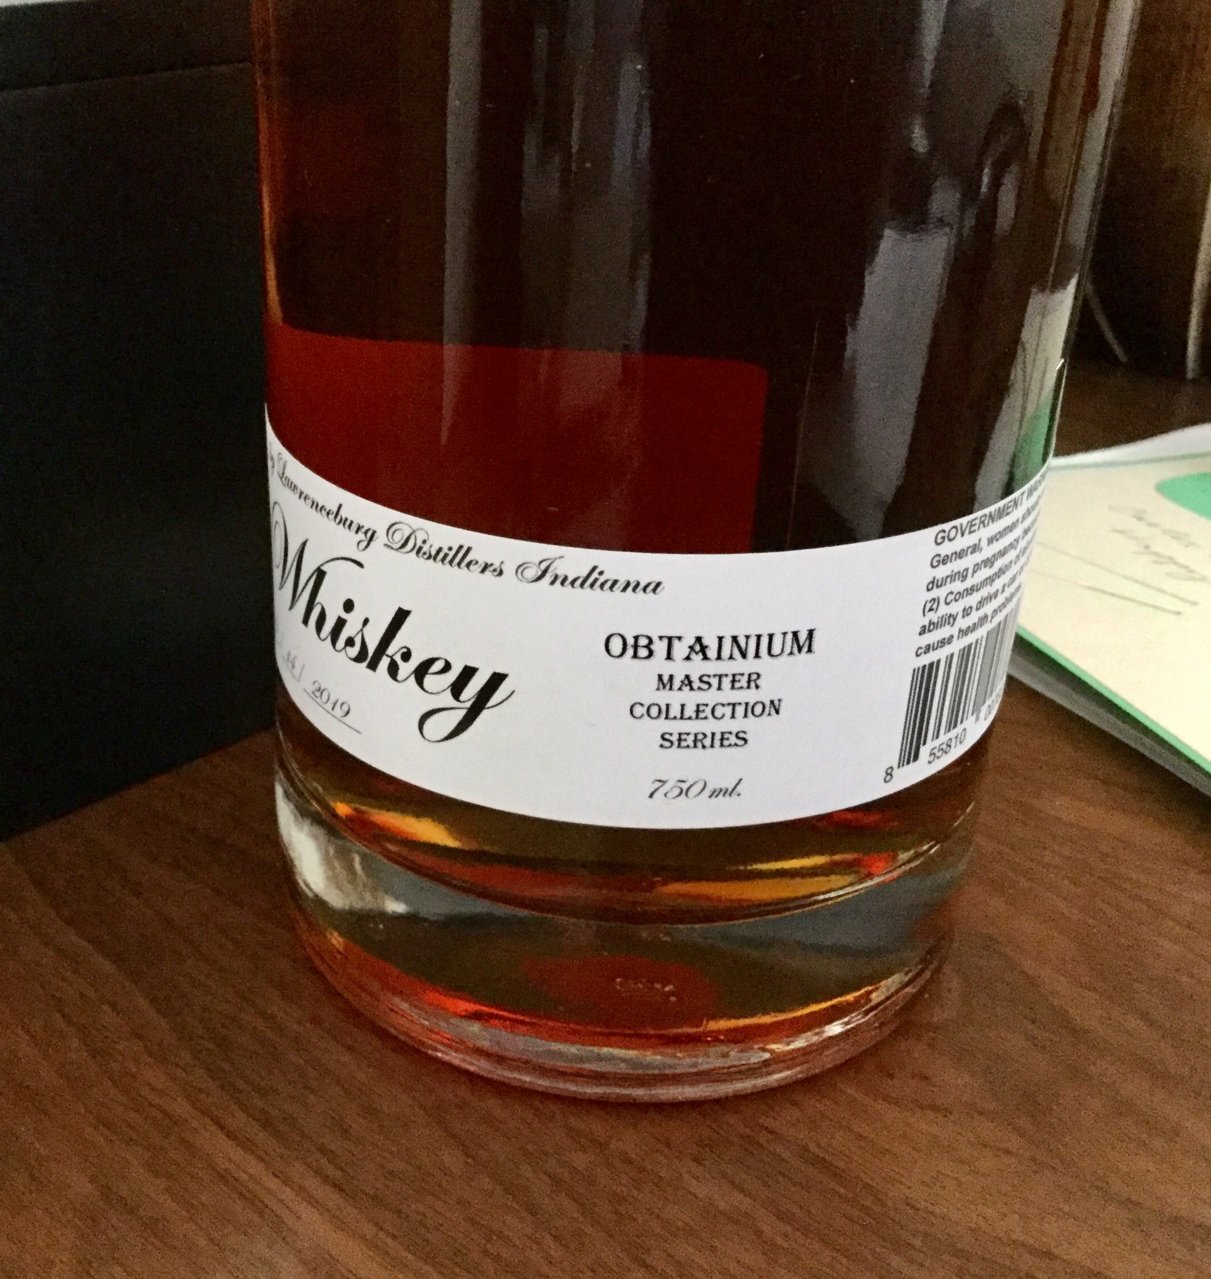 Lawrenceburg Distillers Indiana
Whiskey
2019
OBTAINIUM
MASTER
COLLECTION
SERIES
750 ml.
GOVERNMENT
General, women
during pregnancy
(2) Consumption of
ability to drive a car
cause health
8 55810